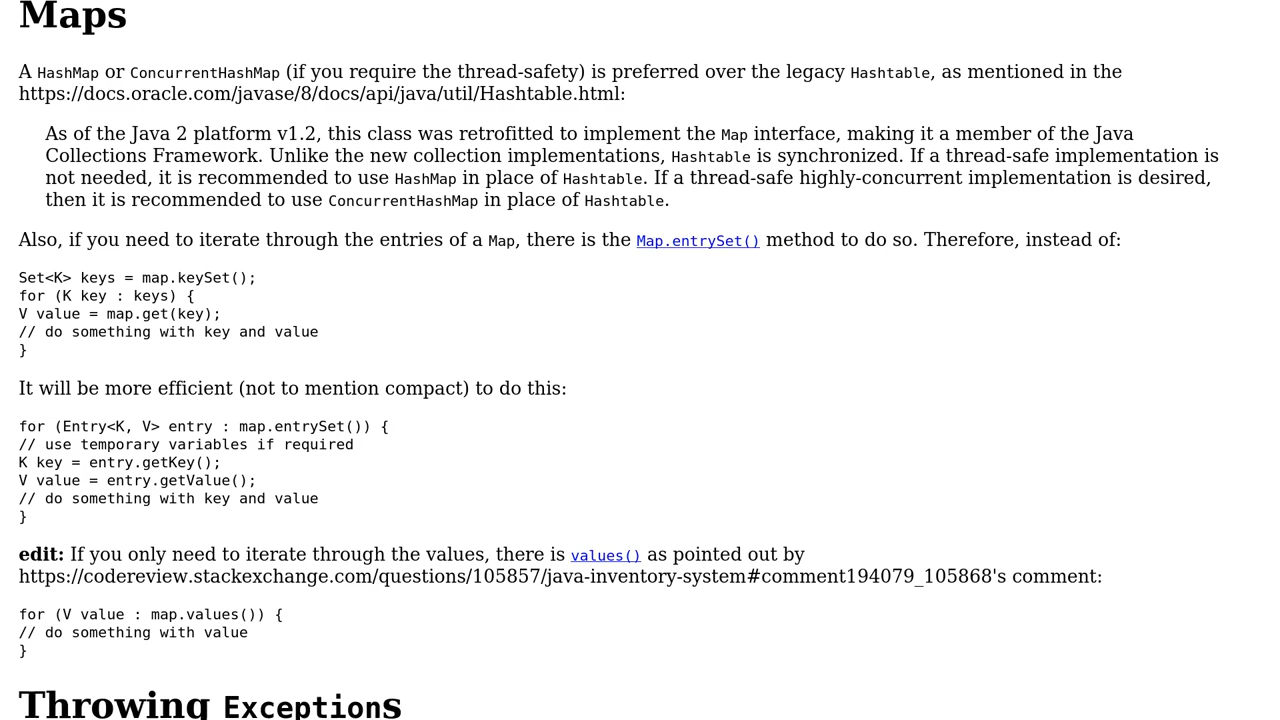 Maps
A HashMap or ConcurrentHashMap (if you require the thread-safety) is preferred over the legacy Hashtable, as mentioned in the
https://docs.oracle.com/javase/8/docs/api/java/util/Hashtable.html:
As of the Java 2 platform v1.2, this class was retrofitted to implement the Map interface, making it a member of the Java
Collections Framework. Unlike the new collection implementations, Hashtable is synchronized. If a thread-safe implementation is
not needed, it is recommended to use HashMap in place of Hashtable. If a thread-safe highly-concurrent implementation is desired,
then it is recommended to use ConcurrentHashMap in place of Hashtable.
Also, if you need to iterate through the entries of a Map, there is the Map.entrySet() method to do so. Therefore, instead of:
Set<K> keys = map.keySet();
for (K key : keys) {
V value = map.get(key);
// do something with key and value
}
It will be more efficient (not to mention compact) to do this:
for (Entry<K, V> entry : map.entrySet()) {
// use temporary variables if required
K key = entry.getKey();
V value = entry.getValue();
// do something with key and value
}
edit: If you only need to iterate through the values, there is values() as pointed out by
https://codereview.stackexchange.com/questions/105857/java-inventory-system#comment194079_105868's comment:
for (V value : map.values()) {
// do something with value
}
Throwing Exceptions